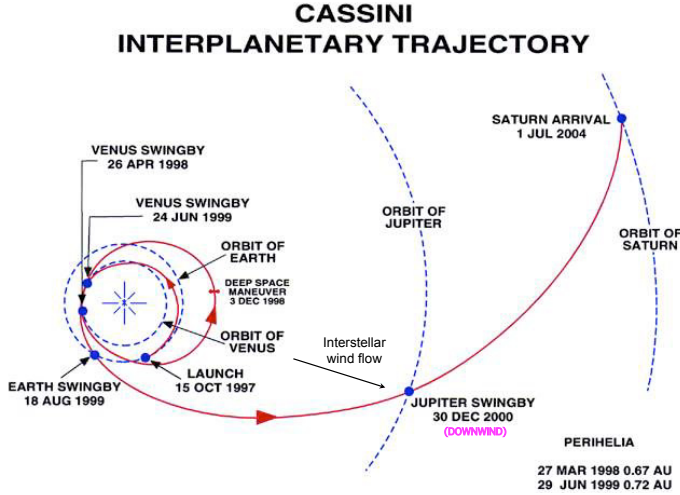 CASSINI
INTERPLANETARY TRAJECTORY
VENUS SWINGBY
26 APR 1998
VENUS SWINGBY
24 JUN 1999
ORBIT OF
EARTH
DEEP SPACE
MANEUVER
3 DEC 1998
ORBIT OF
VENUS
LAUNCH
15 OCT 1997
EARTH SWINGBY
18 AUG 1999
Interstellar
wind flow
ORBIT OF
JUPITER
JUPITER SWINGBY
30 DEC 2000
(DOWNWIND)
SATURN ARRIVAL
1 JUL 2004
ORBIT OF
SATURN
PERIHELIA
27 MAR 1998 0.67 AU
29 JUN 1999 0.72 AU